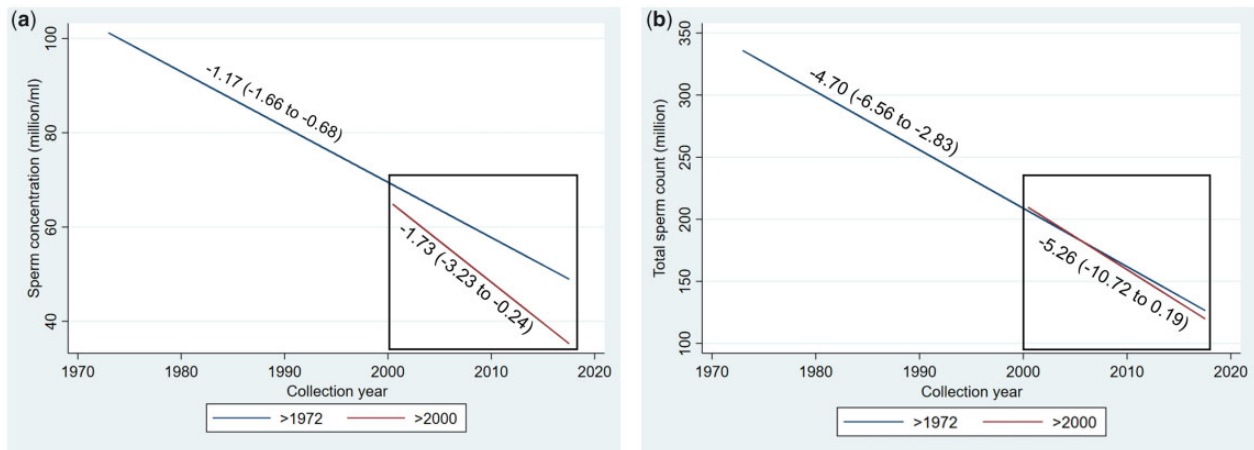 (a)
Sperm concentration (million/ml)
100
80
60
40
-1.17 (-1.66 to -0.68)
-1.73 (-3.23 to -0.24)
1970 1980 1990 2000 2010 2020
Collection year
>1972 >2000
(b)
Total sperm count (million)
350
300
250
200
150
100
-4.70 (-6.56 to -2.83)
-5.26 (-10.72 to 0.19)
1970 1980 1990 2000 2010 2020
Collection year
>1972 >2000